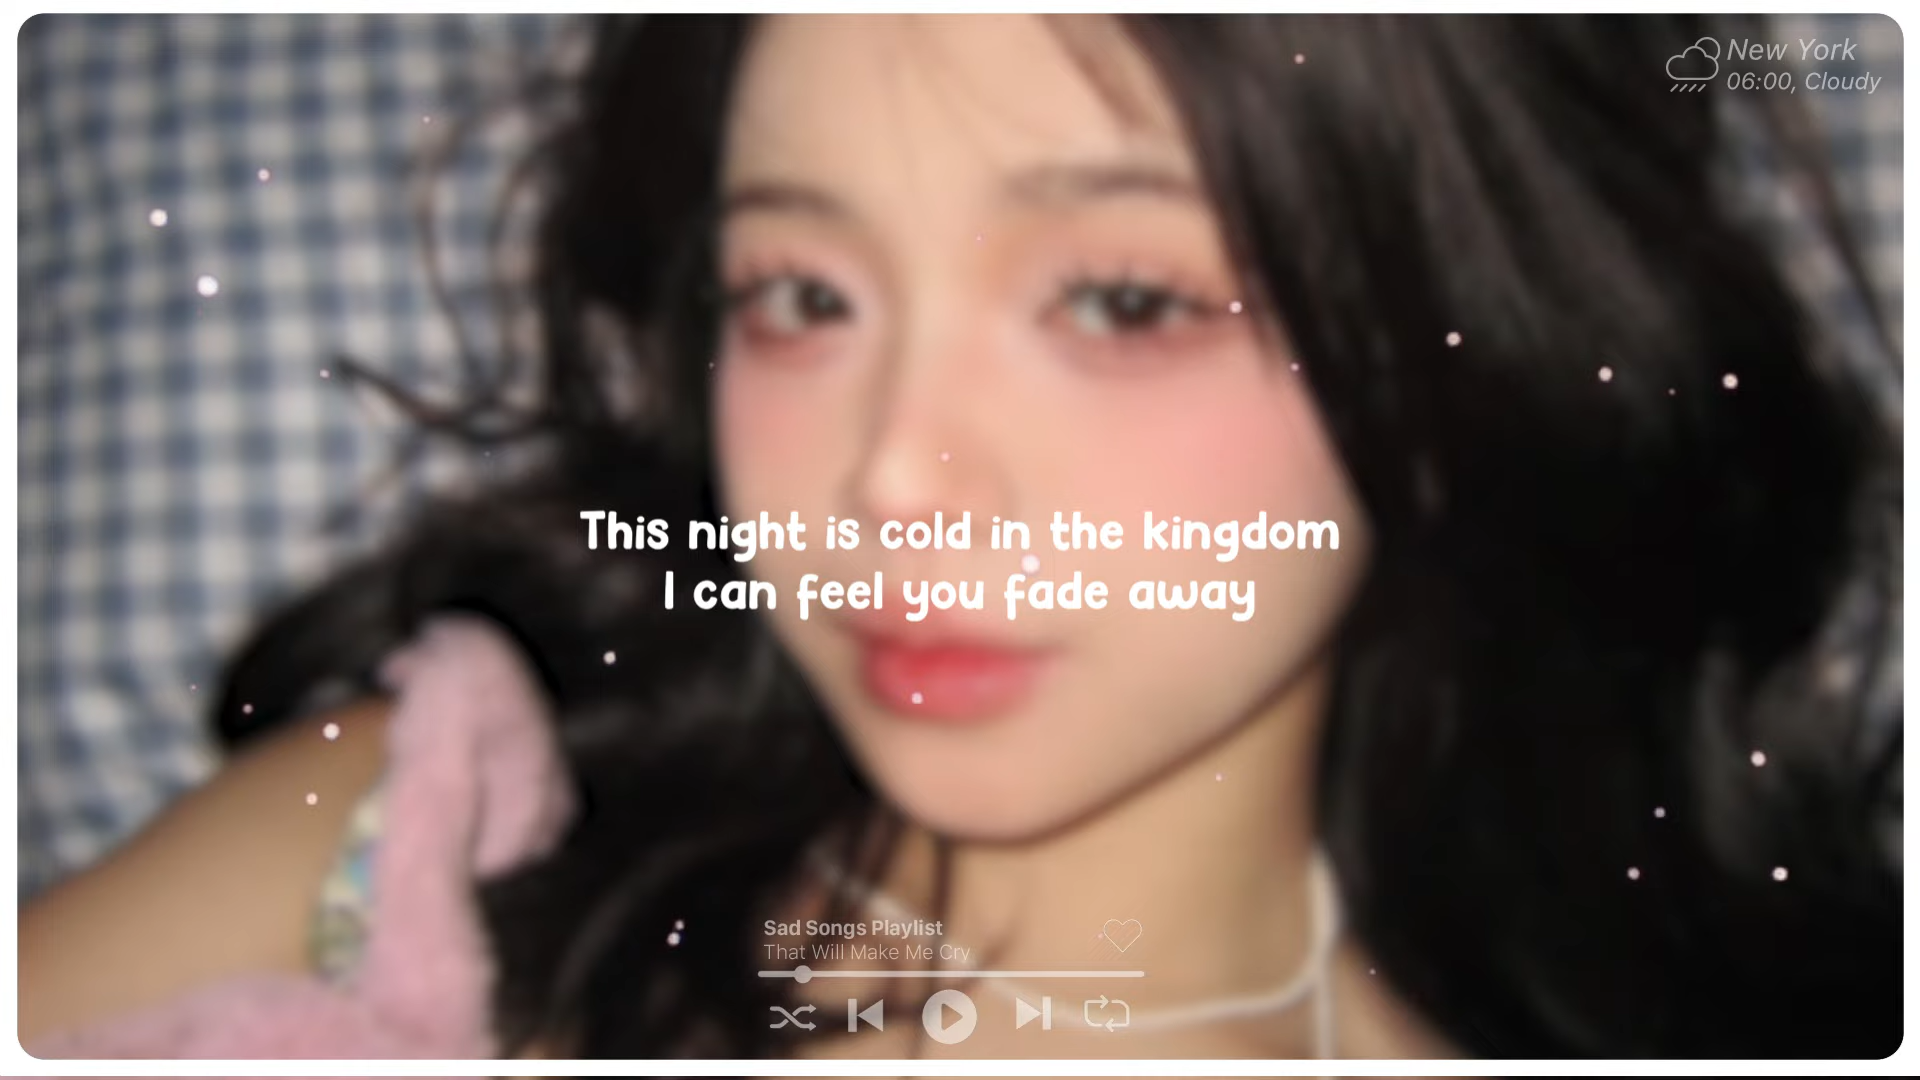 New York
06:00, Cloudy
This night is cold in the kingdom
I can feel you fade away
Sad Songs Playlist
That Will Make Me Cry